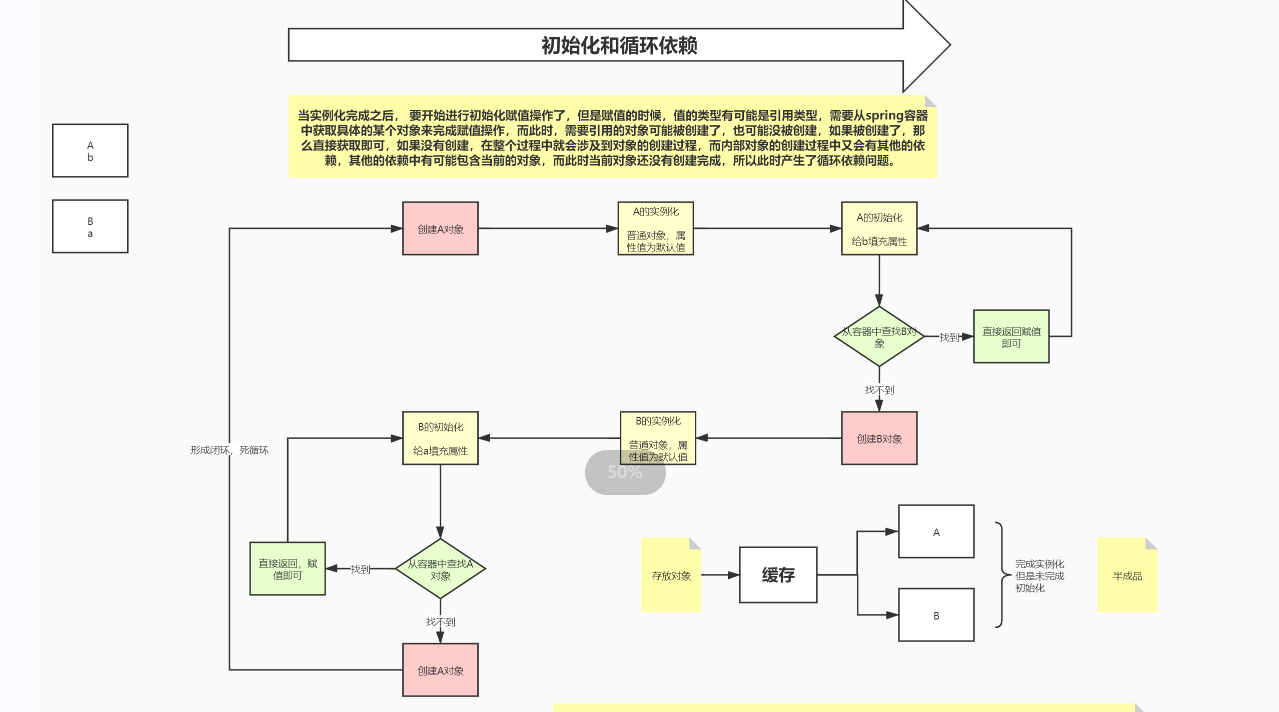 初始化和循环依赖
当实例化完成之后， 要开始进行初始化赋值操作了，但是赋值的时候，值的类型有可能是引用类型，需要从spring容器
中获取具体的某个对象来完成赋值操作，而此时，需要引用的对象可能被创建了，也可能没被创建，如果被创建了，那
么直接获取即可，如果没有创建，在整个过程中就会涉及到对象的创建过程，而内部对象的创建过程中又会有其他的依
赖，其他的依赖中有可能包含当前的对象，而此时当前对象还没有创建完成，所以此时产生了循环依赖问题。
A
b
B
a
创建A对象
A的实例化
普通对象，属
性值为默认值
A的初始化
给b填充属性
从容器中查找B对
象
找到
直接返回赋值
即可
找不到
创建B对象
B的实例化
普通对象，属
性值为默认值
B的初始化
给a填充属性
形成闭环，死循环
50%
从容器中查找A
对象
找到
直接返回，赋
值即可
找不到
创建A对象
存放对象
缓存
A
B
完成实例化
但是未完成
初始化
半成品